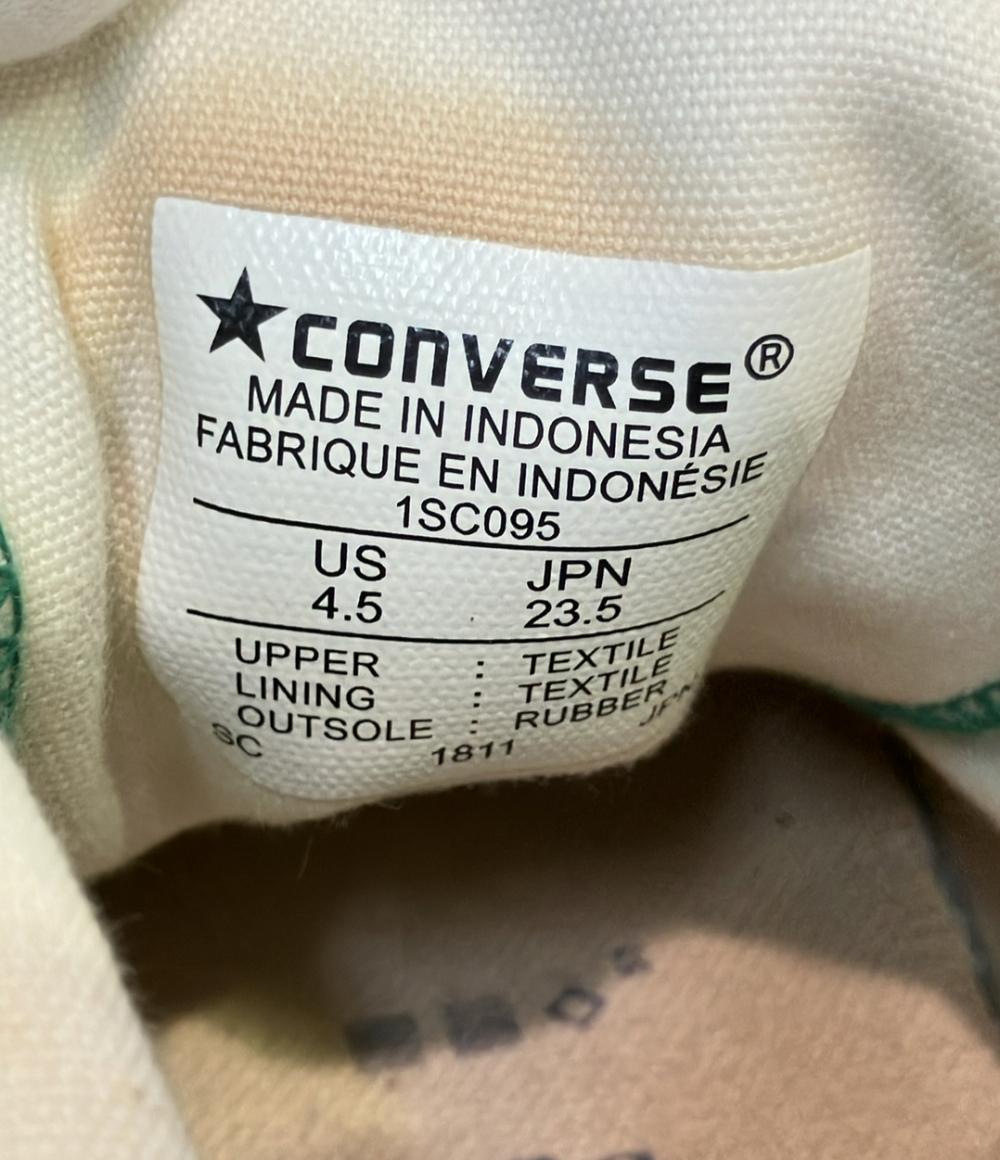 ★CONVERSE®
MADE IN INDONESIA
FABRIQUE EN INDONÉSIE
1SC095
US JPN
4.5 23.5
UPPER : TEXTILE
LINING : TEXTILE
OUTSOLE : RUBBER
SC 1811 JPN